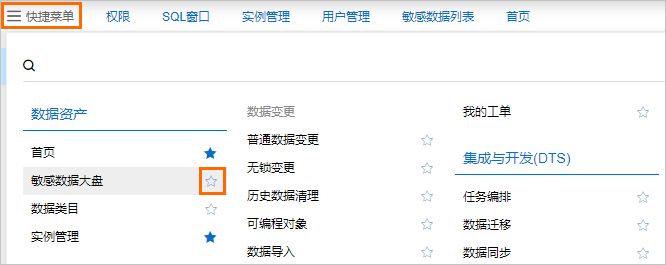 快捷菜单 权限 SQL窗口 实例管理 用户管理 敏感数据列表 首页
数据资产
首页
敏感数据大盘
数据类目
实例管理
数据变更
普通数据变更
无锁变更
历史数据清理
可编程对象
数据导入
我的工单
集成与开发(DTS)
任务编排
数据迁移
数据同步